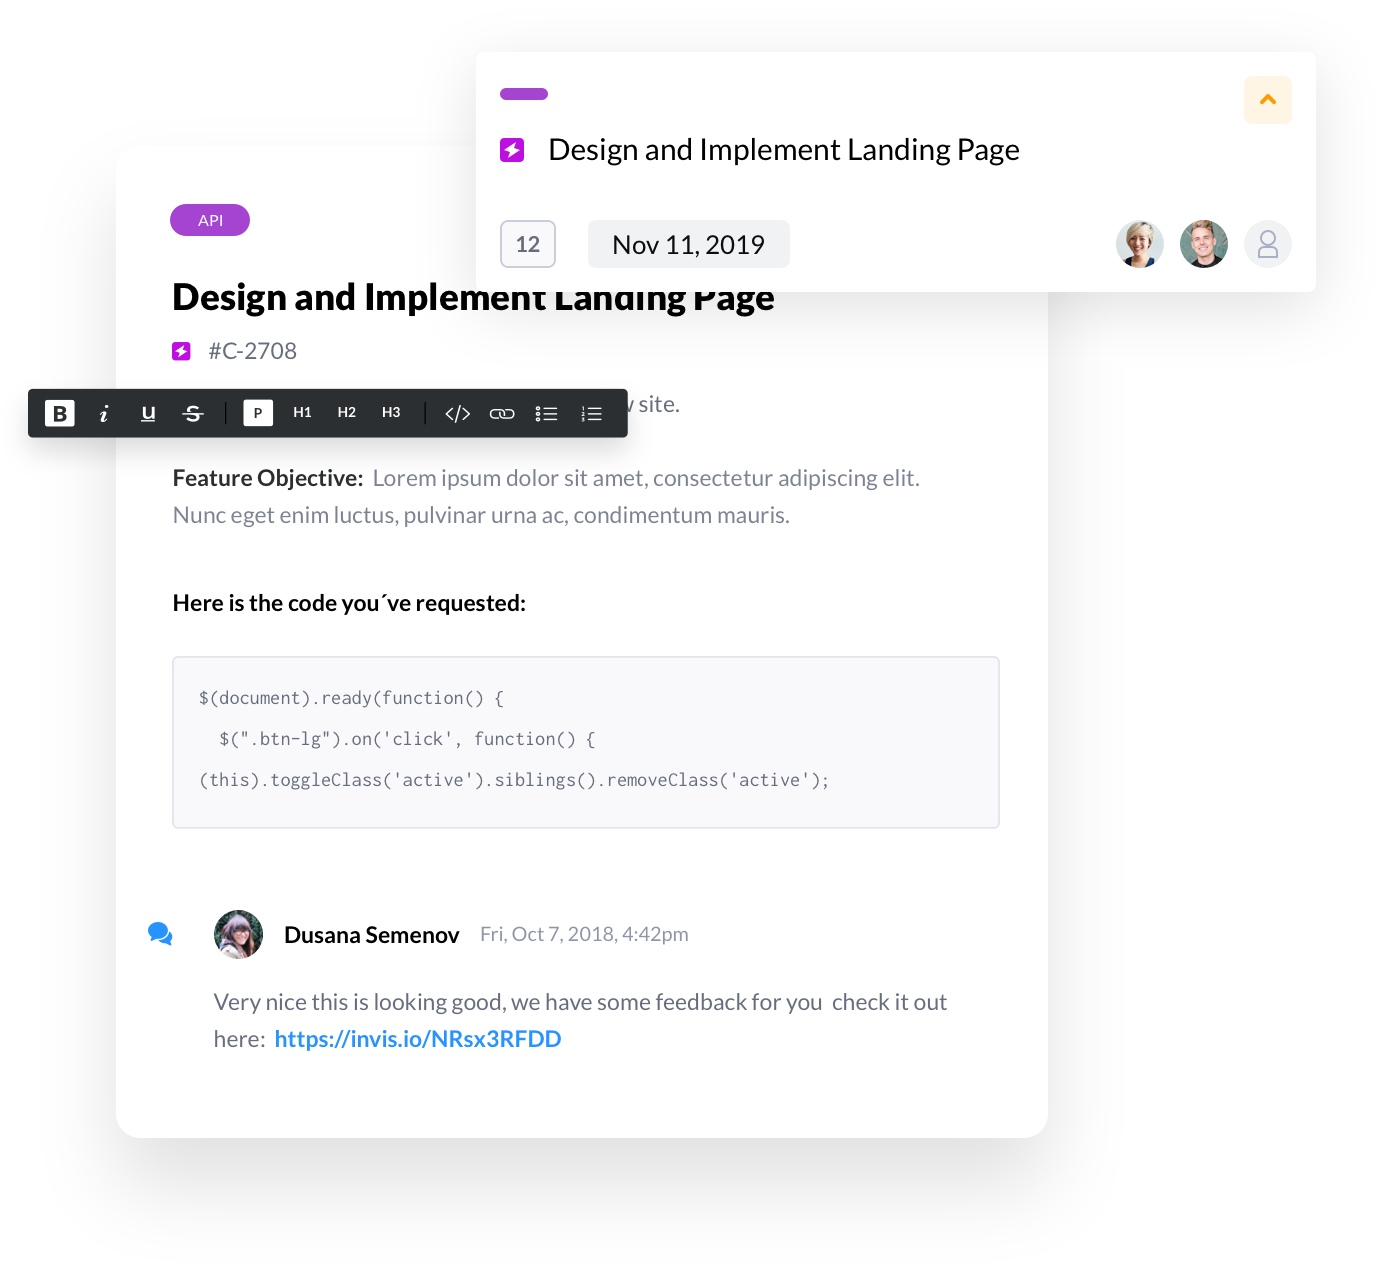 Design and Implement Landing Page
12
Nov 11, 2019
API
Design and Implement Landing Page
#C-2708
B i U S P H1 H2 H3 </>
site.
Feature Objective: Lorem ipsum dolor sit amet, consectetur adipiscing elit.
Nunc eget enim luctus, pulvinar urna ac, condimentum mauris.
Here is the code you´ve requested:
$(document).ready(function() {
$(".btn-lg").on('click', function() {
(this).toggleClass('active').siblings().removeClass('active');
Dusana Semenov Fri, Oct 7, 2018, 4:42pm
Very nice this is looking good, we have some feedback for you check it out
here: https://invis.io/NRsx3RFDD